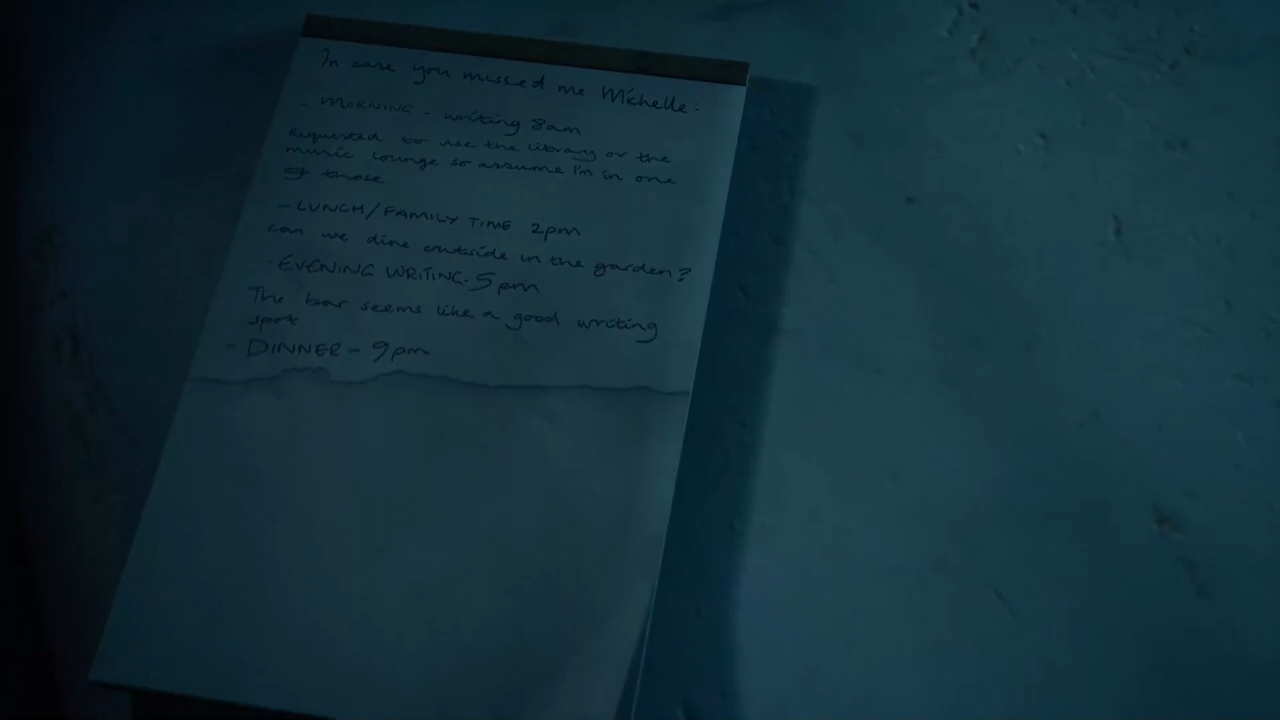 In case you missed me Michelle:
- MORNING - writing 8am
Requested to use the library or the
music lounge so assume I'm in one
of those
- LUNCH/FAMILY TIME 2pm
can we dine outside in the garden?
- EVENING WRITING - 5pm
The bar seems like a good writing
spot
- DINNER - 9pm